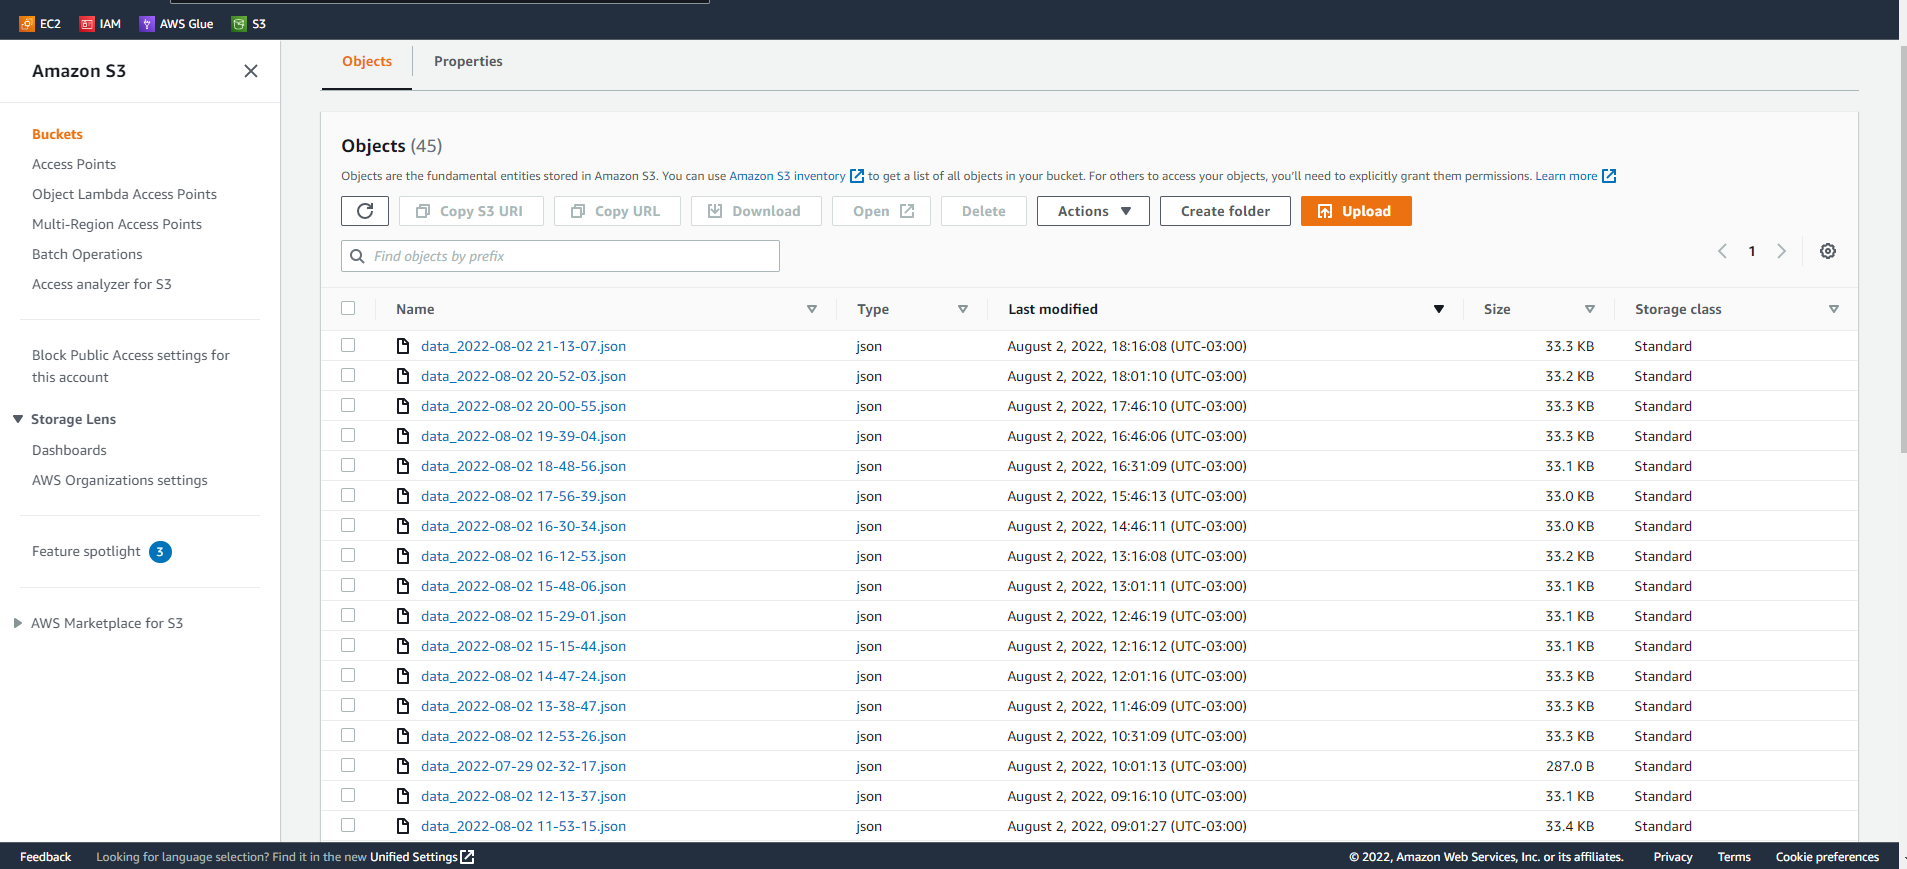 EC2 IAM AWS Glue S3
Amazon S3
Buckets
Access Points
Object Lambda Access Points
Multi-Region Access Points
Batch Operations
Access analyzer for S3
Block Public Access settings for
this account
Storage Lens
Dashboards
AWS Organizations settings
Feature spotlight 3
AWS Marketplace for S3
Objects Properties
Objects (45)
Objects are the fundamental entities stored in Amazon S3. You can use Amazon S3 inventory to get a list of all objects in your bucket. For others to access your objects, you'll need to explicitly grant them permissions. Learn more
Copy S3 URI Copy URL Download Open Delete Actions Create folder Upload
Find objects by prefix
1
Name Type Last modified Size Storage class
data_2022-08-02 21-13-07.json json August 2, 2022, 18:16:08 (UTC-03:00) 33.3 KB Standard
data_2022-08-02 20-52-03.json json August 2, 2022, 18:01:10 (UTC-03:00) 33.2 KB Standard
data_2022-08-02 20-00-55.json json August 2, 2022, 17:46:10 (UTC-03:00) 33.3 KB Standard
data_2022-08-02 19-39-04.json json August 2, 2022, 16:46:06 (UTC-03:00) 33.3 KB Standard
data_2022-08-02 18-48-56.json json August 2, 2022, 16:31:09 (UTC-03:00) 33.1 KB Standard
data_2022-08-02 17-56-39.json json August 2, 2022, 15:46:13 (UTC-03:00) 33.0 KB Standard
data_2022-08-02 16-30-34.json json August 2, 2022, 14:46:11 (UTC-03:00) 33.0 KB Standard
data_2022-08-02 16-12-53.json json August 2, 2022, 13:16:08 (UTC-03:00) 33.2 KB Standard
data_2022-08-02 15-48-06.json json August 2, 2022, 13:01:11 (UTC-03:00) 33.1 KB Standard
data_2022-08-02 15-29-01.json json August 2, 2022, 12:46:19 (UTC-03:00) 33.1 KB Standard
data_2022-08-02 15-15-44.json json August 2, 2022, 12:16:12 (UTC-03:00) 33.1 KB Standard
data_2022-08-02 14-47-24.json json August 2, 2022, 12:01:16 (UTC-03:00) 33.3 KB Standard
data_2022-08-02 13-38-47.json json August 2, 2022, 11:46:09 (UTC-03:00) 33.3 KB Standard
data_2022-08-02 12-53-26.json json August 2, 2022, 10:31:09 (UTC-03:00) 33.3 KB Standard
data_2022-07-29 02-32-17.json json August 2, 2022, 10:01:13 (UTC-03:00) 287.0 B Standard
data_2022-08-02 12-13-37.json json August 2, 2022, 09:16:10 (UTC-03:00) 33.1 KB Standard
data_2022-08-02 11-53-15.json json August 2, 2022, 09:01:27 (UTC-03:00) 33.4 KB Standard
Feedback Looking for language selection? Find it in the new Unified Settings © 2022, Amazon Web Services, Inc. or its affiliates. Privacy Terms Cookie preferences